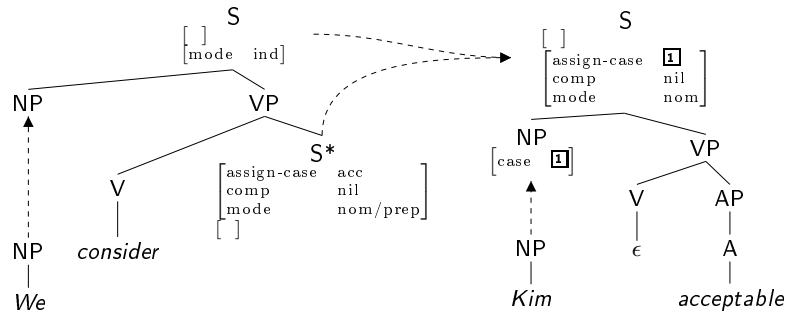 S
[ ]
[mode ind]
NP VP
V S*
[assign-case acc
comp nil
mode nom/prep]
[ ]
NP consider
We
S
[ ]
[assign-case 1
comp nil
mode nom]
NP VP
[case 1]
V AP
NP ϵ A
Kim acceptable